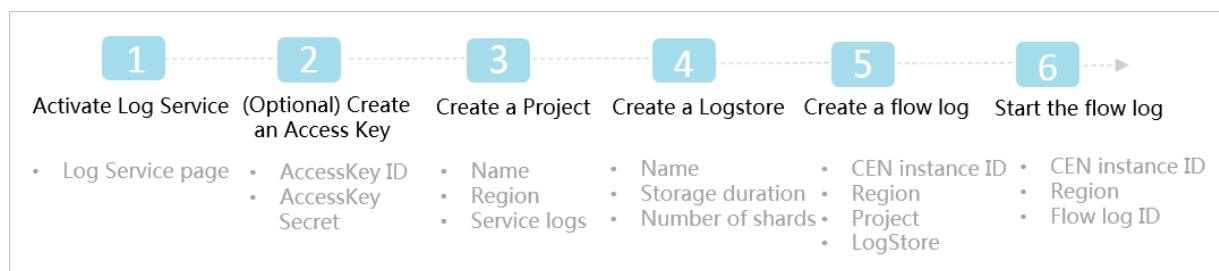 1
2
3
4
5
6
Activate Log Service
(Optional) Create
an Access Key
Create a Project
Create a Logstore
Create a flow log
Start the flow log
• Log Service page
• AccessKey ID
• AccessKey
Secret
• Name
• Region
• Service logs
• Name
• Storage duration
• Number of shards
• CEN instance ID
• Region
• Project
• LogStore
• CEN instance ID
• Region
• Flow log ID